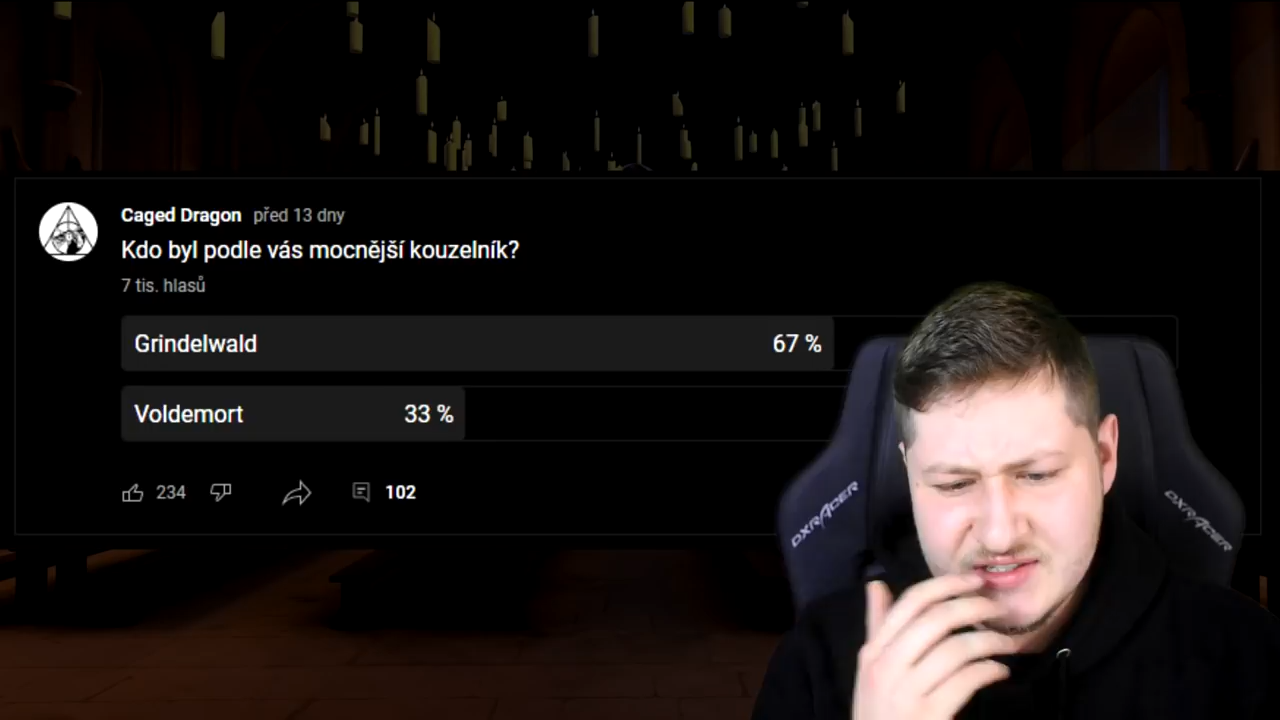 Caged Dragon před 13 dny
Kdo byl podle vás mocnější kouzelník?
7 tis. hlasů
Grindelwald 67 %
Voldemort 33 %
234 102
DXRACER DXRACER